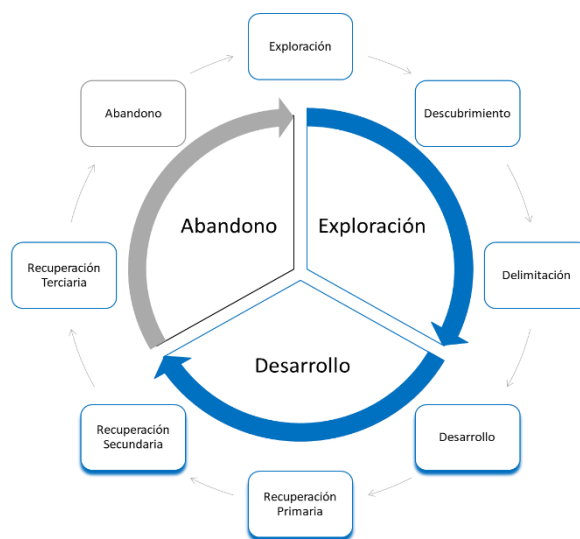 Exploración
Abandono
Descubrimiento
Abandono
Exploración
Recuperación
Terciaria
Delimitación
Desarrollo
Recuperación
Secundaria
Desarrollo
Recuperación
Primaria